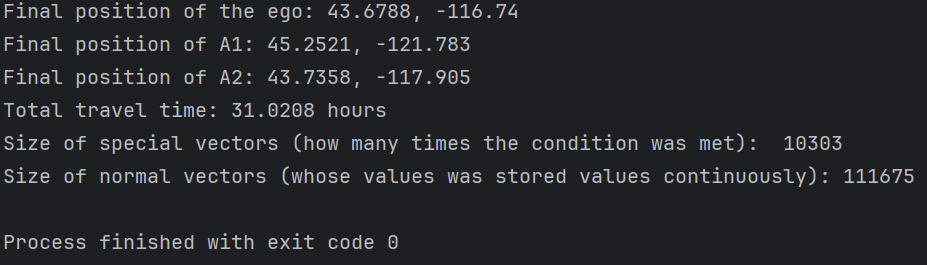 Final position of the ego: 43.6788, -116.74
Final position of A1: 45.2521, -121.783
Final position of A2: 43.7358, -117.905
Total travel time: 31.0208 hours
Size of special vectors (how many times the condition was met):  10303
Size of normal vectors (whose values was stored values continuously): 111675
Process finished with exit code 0